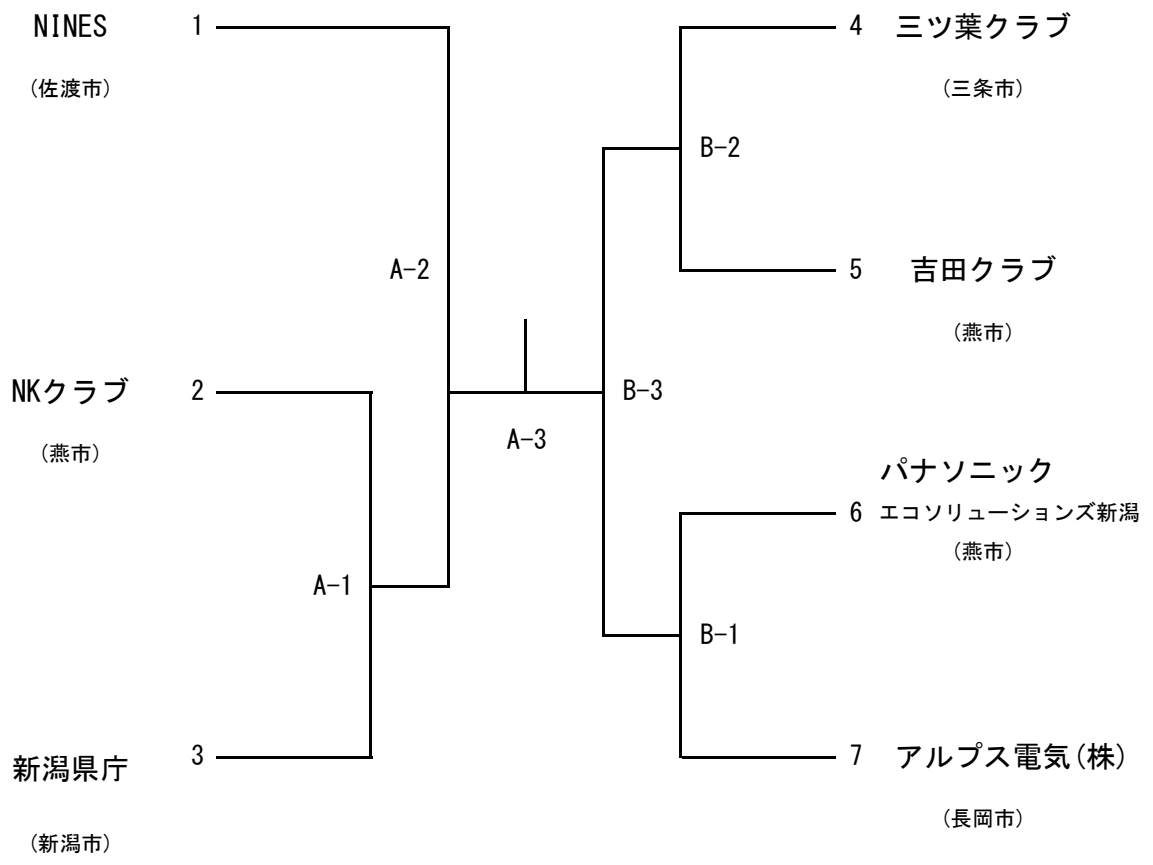 NINES 1
(佐渡市)
A-2
NKクラブ 2
(燕市)
A-1
新潟県庁 3
(新潟市)
A-3
4 三ツ葉クラブ
(三条市)
B-2
5 吉田クラブ
(燕市)
B-3
パナソニック
6 エコソリューションズ新潟
(燕市)
B-1
7 アルプス電気(株)
(長岡市)